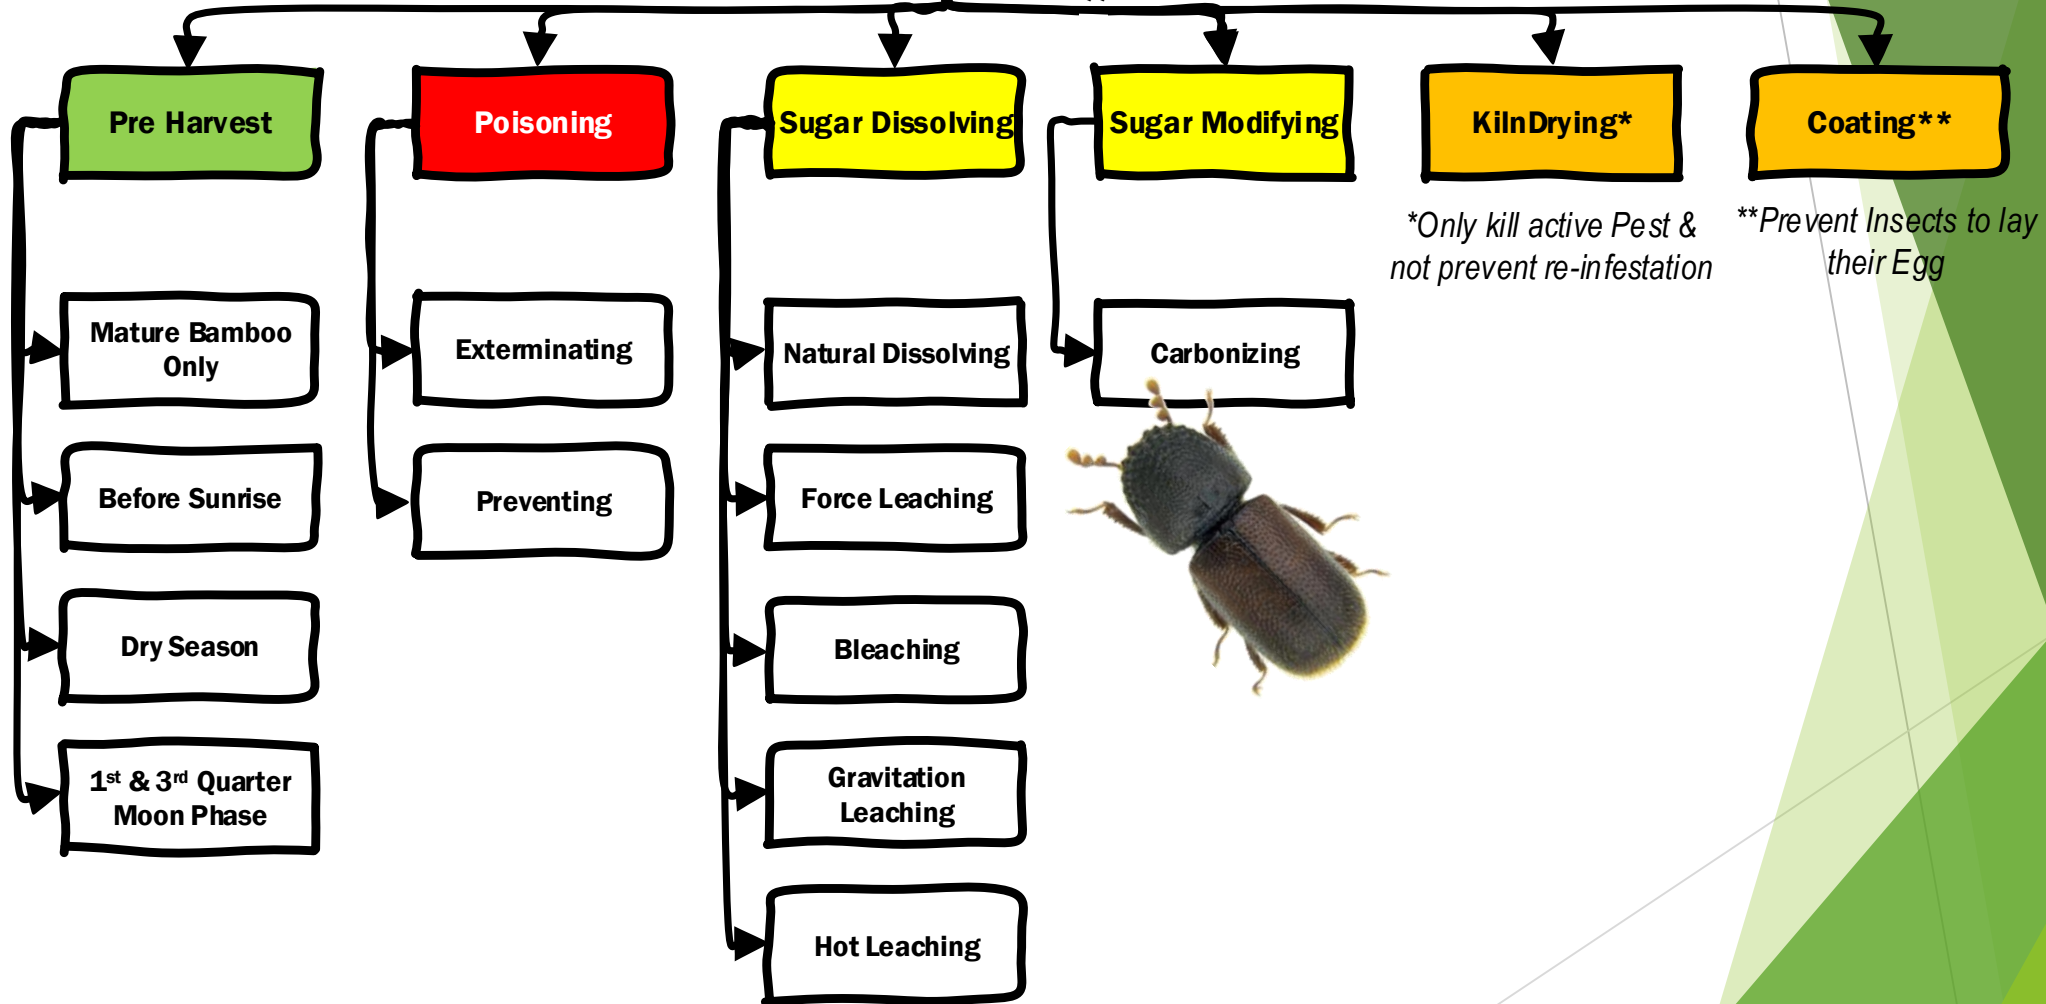 Pre Harvest
Poisoning
Sugar Dissolving
Sugar Modifying
KilnDrying*
Coating**
*Only kill active Pest &
not prevent re-infestation
**Prevent Insects to lay
their Egg
Mature Bamboo
Only
Before Sunrise
Dry Season
1st & 3rd Quarter
Moon Phase
Exterminating
Preventing
Natural Dissolving
Force Leaching
Bleaching
Gravitation
Leaching
Hot Leaching
Carbonizing